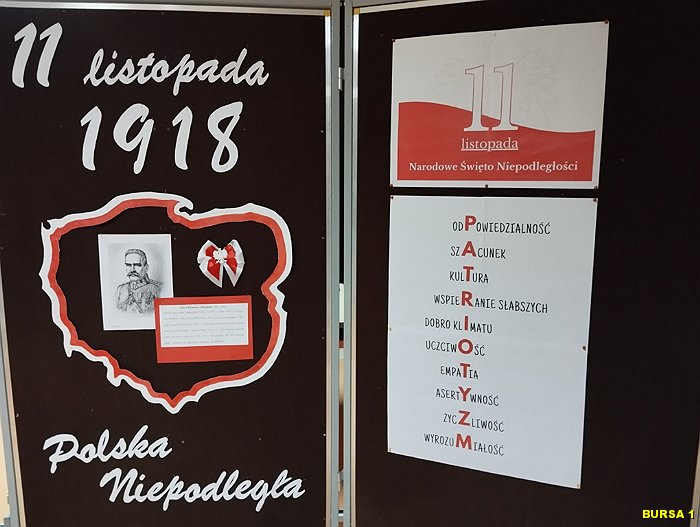 11 listopada
1918
Polska
Niepodległa
11
listopada
Narodowe Święto Niepodległości
ODPOWIEDZIALNOŚĆ
SZACUNEK
KULTURA
WSPIERANIE SŁABSZYCH
DOBRO KLIMATU
UCZCIWOŚĆ
EMPATIA
ASERTYWNOŚĆ
ŻYCZLIWOŚĆ
WYROZUMIAŁOŚĆ
BURSA 1